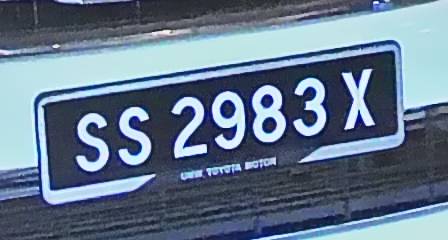 SS 2983 X
UMW TOYOTA MOTOR